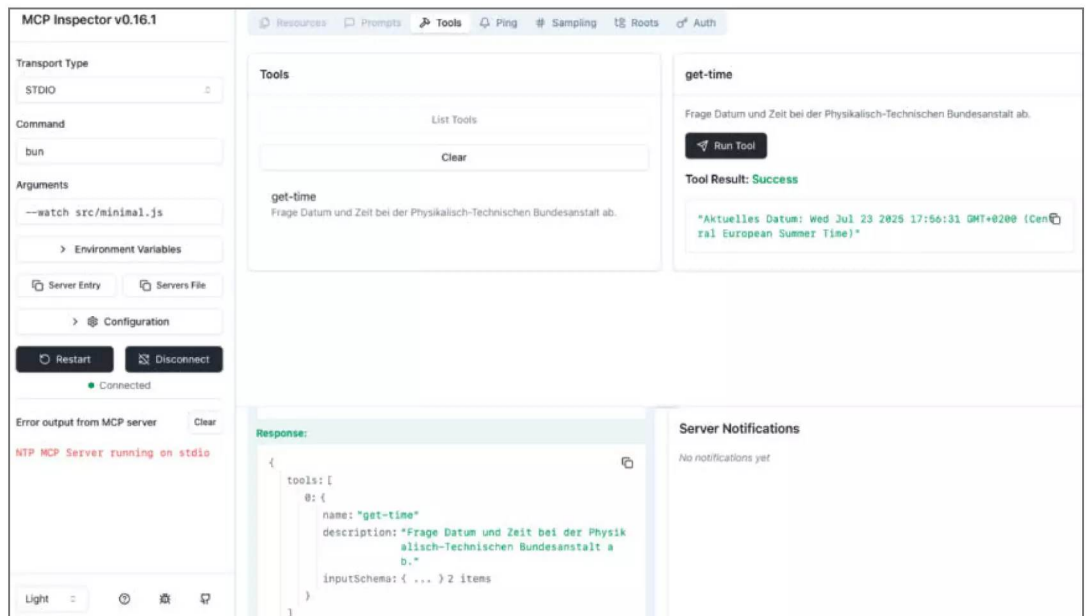 MCP Inspector v0.16.1
Transport Type
STDIO
Command
bun
Arguments
--watch src/minimal.js
> Environment Variables
Server Entry
Servers File
> Configuration
Restart
Disconnect
Connected
Error output from MCP server
Clear
NTP MCP Server running on stdio
Light
Resources
Prompts
Tools
Ping
# Sampling
Roots
Auth
Tools
List Tools
Clear
get-time
Frage Datum und Zeit bei der Physikalisch-Technischen Bundesanstalt ab.
get-time
Frage Datum und Zeit bei der Physikalisch-Technischen Bundesanstalt ab.
Run Tool
Tool Result: Success
"Aktuelles Datum: Wed Jul 23 2025 17:56:31 GMT+0200 (Cent
ral European Summer Time)"
Response:
{
tools: [
0: {
name: "get-time"
description: "Frage Datum und Zeit bei der Physik
alisch-Technischen Bundesanstalt a
b."
inputSchema: { ... } 2 items
}
]
Server Notifications
No notifications yet